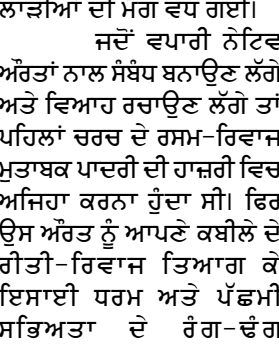 ਲਾੜੀਆਂ ਦੀ ਮੰਗ ਵਧ ਗਈ।
ਜਦੋਂ ਵਪਾਰੀ ਨੇਟਿਵ
ਔਰਤਾਂ ਨਾਲ ਸੰਬੰਧ ਬਨਾਉਣ ਲੱਗੇ
ਅਤੇ ਵਿਆਹ ਰਚਾਉਣ ਲੱਗੇ ਤਾਂ
ਪਹਿਲਾਂ ਚਰਚ ਦੇ ਰਸਮ-ਰਿਵਾਜ
ਮੁਤਾਬਕ ਪਾਦਰੀ ਦੀ ਹਾਜ਼ਰੀ ਵਿਚ
ਅਜਿਹਾ ਕਰਨਾ ਹੁੰਦਾ ਸੀ। ਫਿਰ
ਉਸ ਔਰਤ ਨੂੰ ਆਪਣੇ ਕਬੀਲੇ ਦੇ
ਰੀਤੀ-ਰਿਵਾਜ ਤਿਆਗ ਕੇ
ਇਸਾਈ ਧਰਮ ਅਤੇ ਪੱਛਮੀ
ਸਭਿਅਤਾ ਦੇ ਰੰਗ-ਢੰਗ